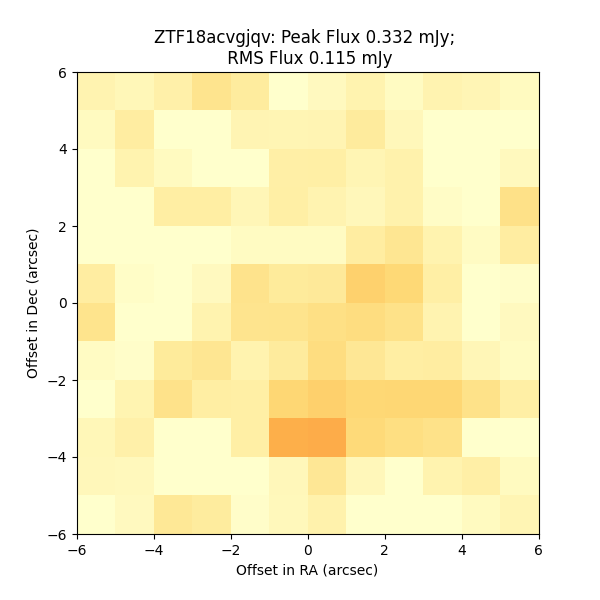 ZTF18acvgjqv: Peak Flux 0.332 mJy;
RMS Flux 0.115 mJy
6
4
2
0
−2
−4
−6
Offset in Dec (arcsec)
−6 −4 −2 0 2 4 6
Offset in RA (arcsec)